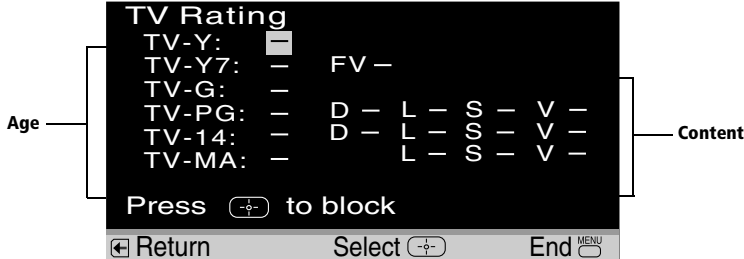 TV Rating
TV-Y: –
TV-Y7: – FV –
TV-G: –
TV-PG: – D – L – S – V –
TV-14: – D – L – S – V –
TV-MA: – L – S – V –
Age
Content
Press to block
Return Select End MENU